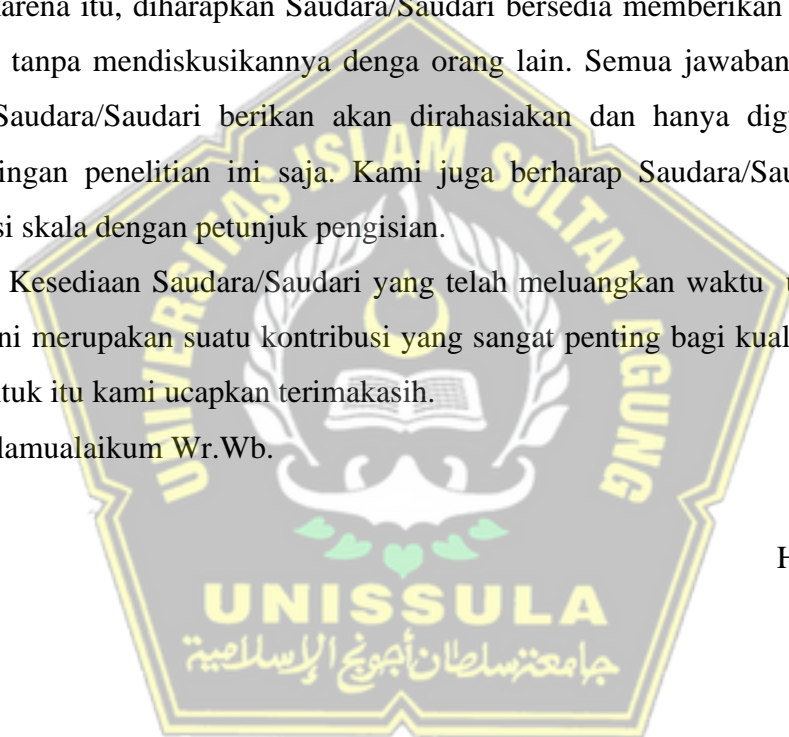 karena itu, diharapkan Saudara/Saudari bersedia memberikan
tanpa mendiskusikannya denga orang lain. Semua jawaban
Saudara/Saudari berikan akan dirahasiakan dan hanya dig
ingan penelitian ini saja. Kami juga berharap Saudara/Sau
si skala dengan petunjuk pengisian.
Kesediaan Saudara/Saudari yang telah meluangkan waktu u
ni merupakan suatu kontribusi yang sangat penting bagi kual
tuk itu kami ucapkan terimakasih.
lamualaikum Wr.Wb.
H
UNIVERSITAS ISLAM SULTAN AGUNG
UNISSULA
جامعة سلطان أجونج الإسلامية